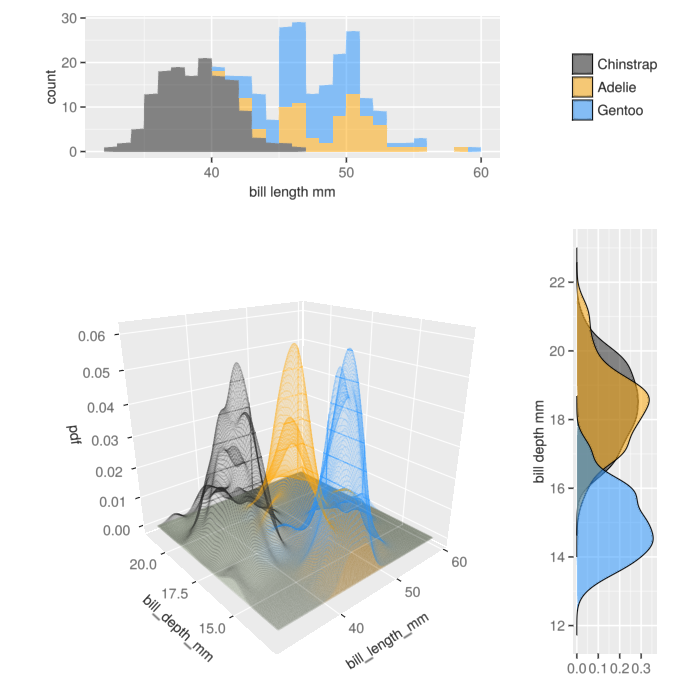 30
20
10
0
count
40 50 60
bill length mm
Chinstrap
Adelie
Gentoo
0.06
0.05
0.04
0.03
0.02
0.01
0.00
pdf
20.0
17.5
15.0
bill_depth_mm
40
50
60
bill_length_mm
22
20
18
16
14
12
bill depth mm
0.0 0.1 0.2 0.3